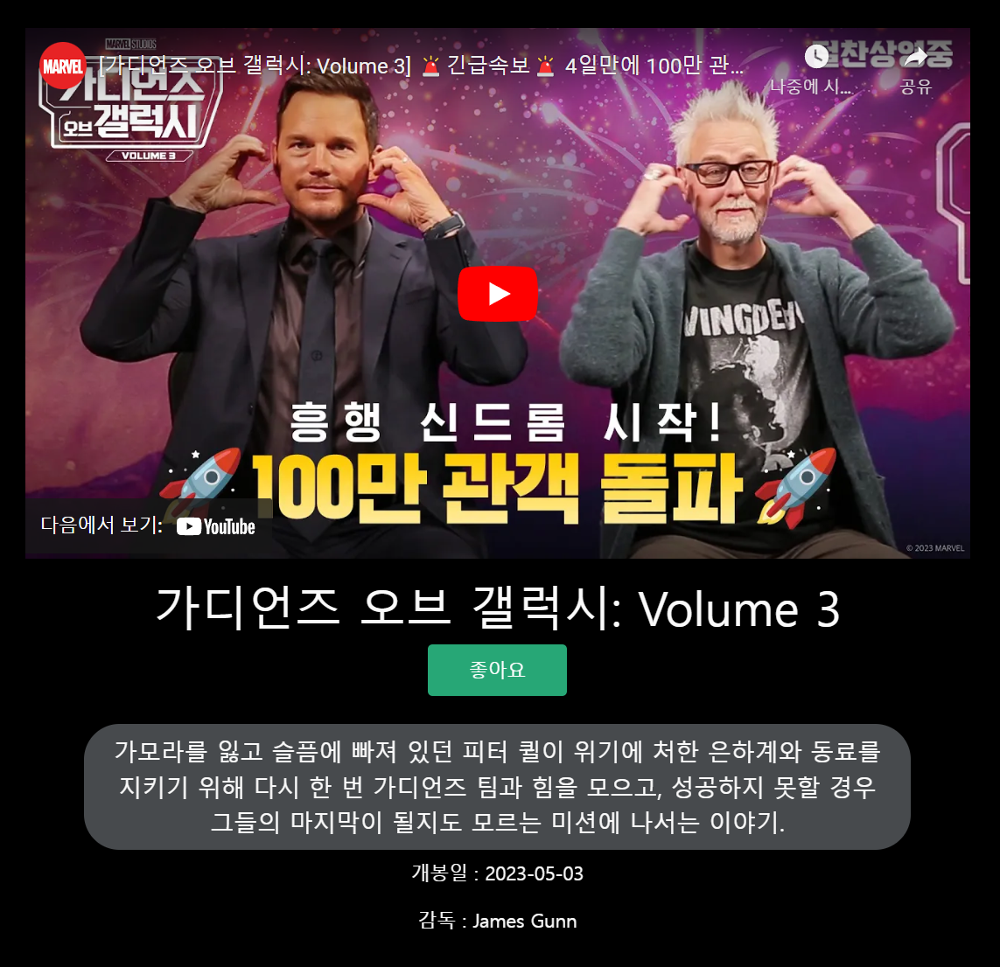 MARVEL STUDIOS
MARVEL
[가디언즈 오브 갤럭시: Volume 3] 🚨 긴급속보 🚨 4일만에 100만 관...
절찬상영중
나중에 시...
공유
가디언즈
오브 갤럭시
VOLUME 3
흥행 신드롬 시작!
100만 관객 돌파
다음에서 보기: YouTube
© 2023 MARVEL
가디언즈 오브 갤럭시: Volume 3
좋아요
가모라를 잃고 슬픔에 빠져 있던 피터 퀼이 위기에 처한 은하계와 동료를
지키기 위해 다시 한 번 가디언즈 팀과 힘을 모으고, 성공하지 못할 경우
그들의 마지막이 될지도 모르는 미션에 나서는 이야기.
개봉일 : 2023-05-03
감독 : James Gunn